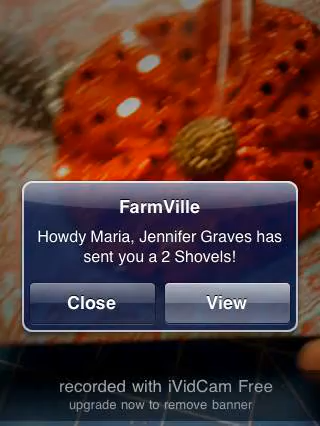 FarmVille
Howdy Maria, Jennifer Graves has
sent you a 2 Shovels!
Close
View
recorded with iVidCam Free
upgrade now to remove banner